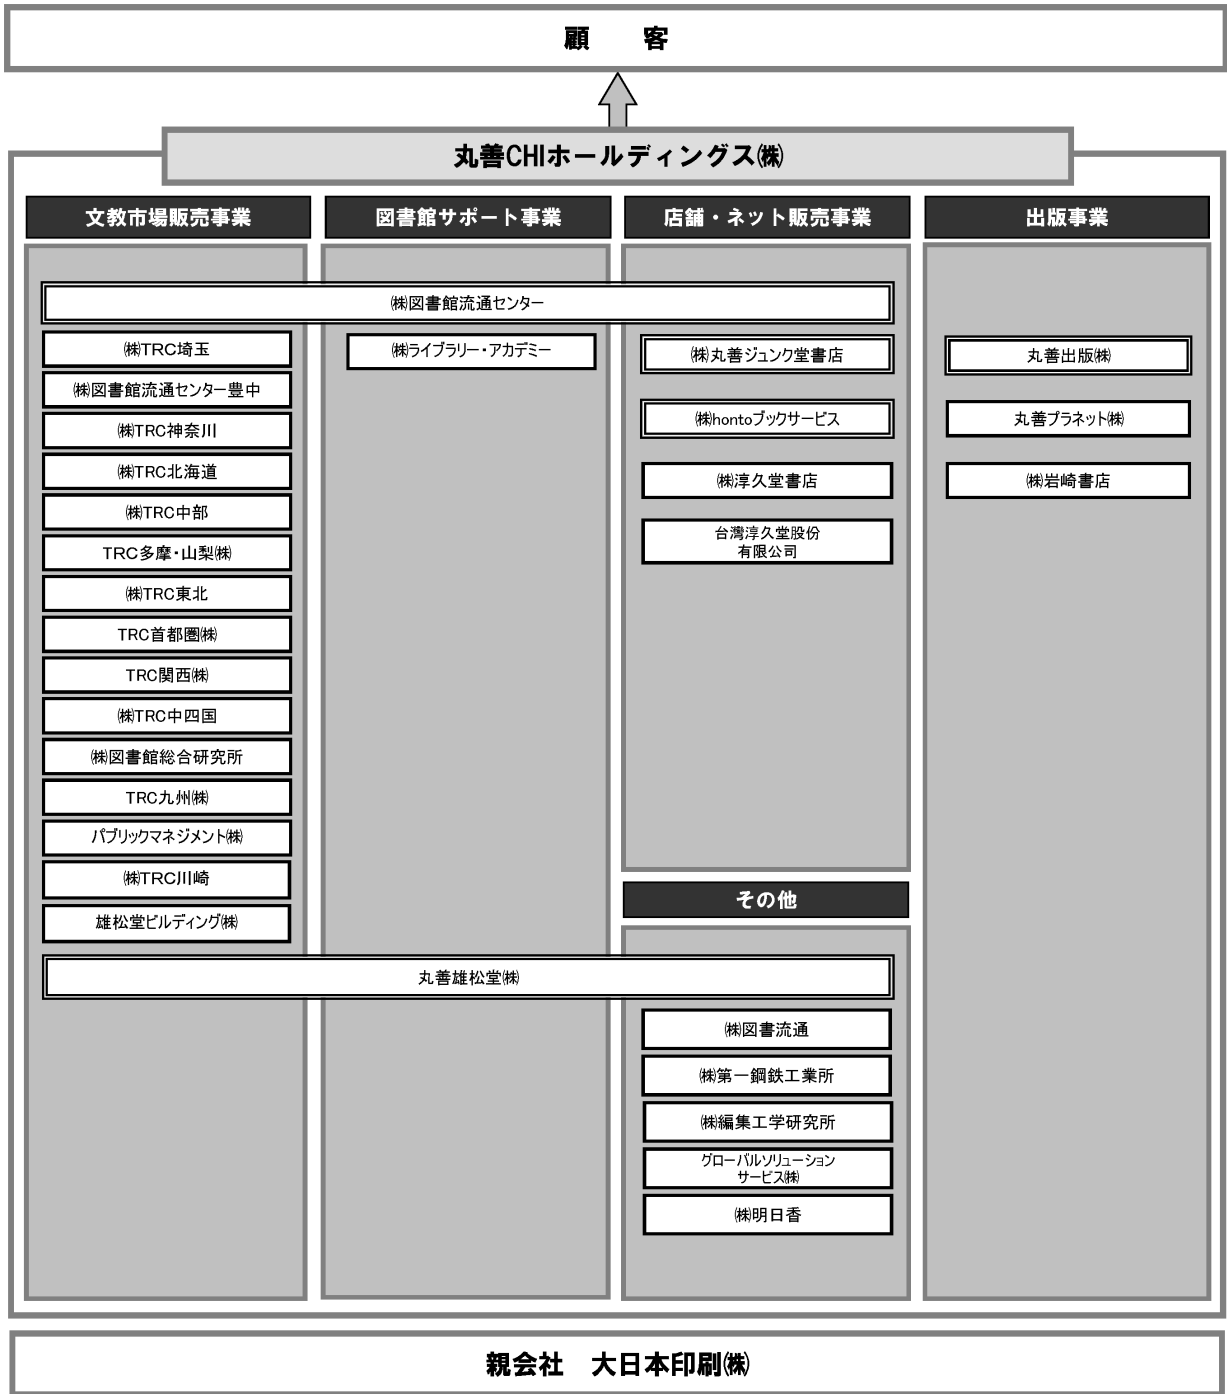 顧　　客
丸善CHIホールディングス㈱
文教市場販売事業
図書館サポート事業
店舗・ネット販売事業
出版事業
㈱図書館流通センター
㈱TRC埼玉
㈱図書館流通センター豊中
㈱TRC神奈川
㈱TRC北海道
㈱TRC中部
TRC多摩・山梨㈱
㈱TRC東北
TRC首都圏㈱
TRC関西㈱
㈱TRC中四国
㈱図書館総合研究所
TRC九州㈱
パブリックマネジメント㈱
㈱TRC川崎
雄松堂ビルディング㈱
㈱ライブラリー・アカデミー
㈱丸善ジュンク堂書店
㈱hontoブックサービス
㈱淳久堂書店
台灣淳久堂股份
有限公司
丸善出版㈱
丸善プラネット㈱
㈱岩崎書店
その他
丸善雄松堂㈱
㈱図書流通
㈱第一鋼鉄工業所
㈱編集工学研究所
グローバルソリューション
サービス㈱
㈱明日香
親会社　大日本印刷㈱